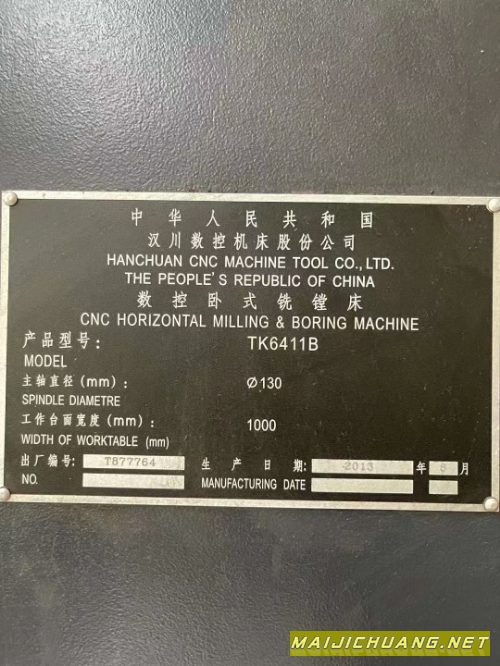 中华人民共和国
汉川数控机床股份公司
HANCHUAN CNC MACHINE TOOL CO., LTD.
THE PEOPLE'S REPUBLIC OF CHINA
数控卧式铣镗床
CNC HORIZONTAL MILLING & BORING MACHINE
产品型号: TK6411B
MODEL
主轴直径(mm): Ø130
SPINDLE DIAMETRE
工作台面宽度(mm): 1000
WIDTH OF WORKTABLE (mm)
出厂编号: T877764 生产日期: 2013 年 月
NO. MANUFACTURING DATE
MAIJICHUANG.NET